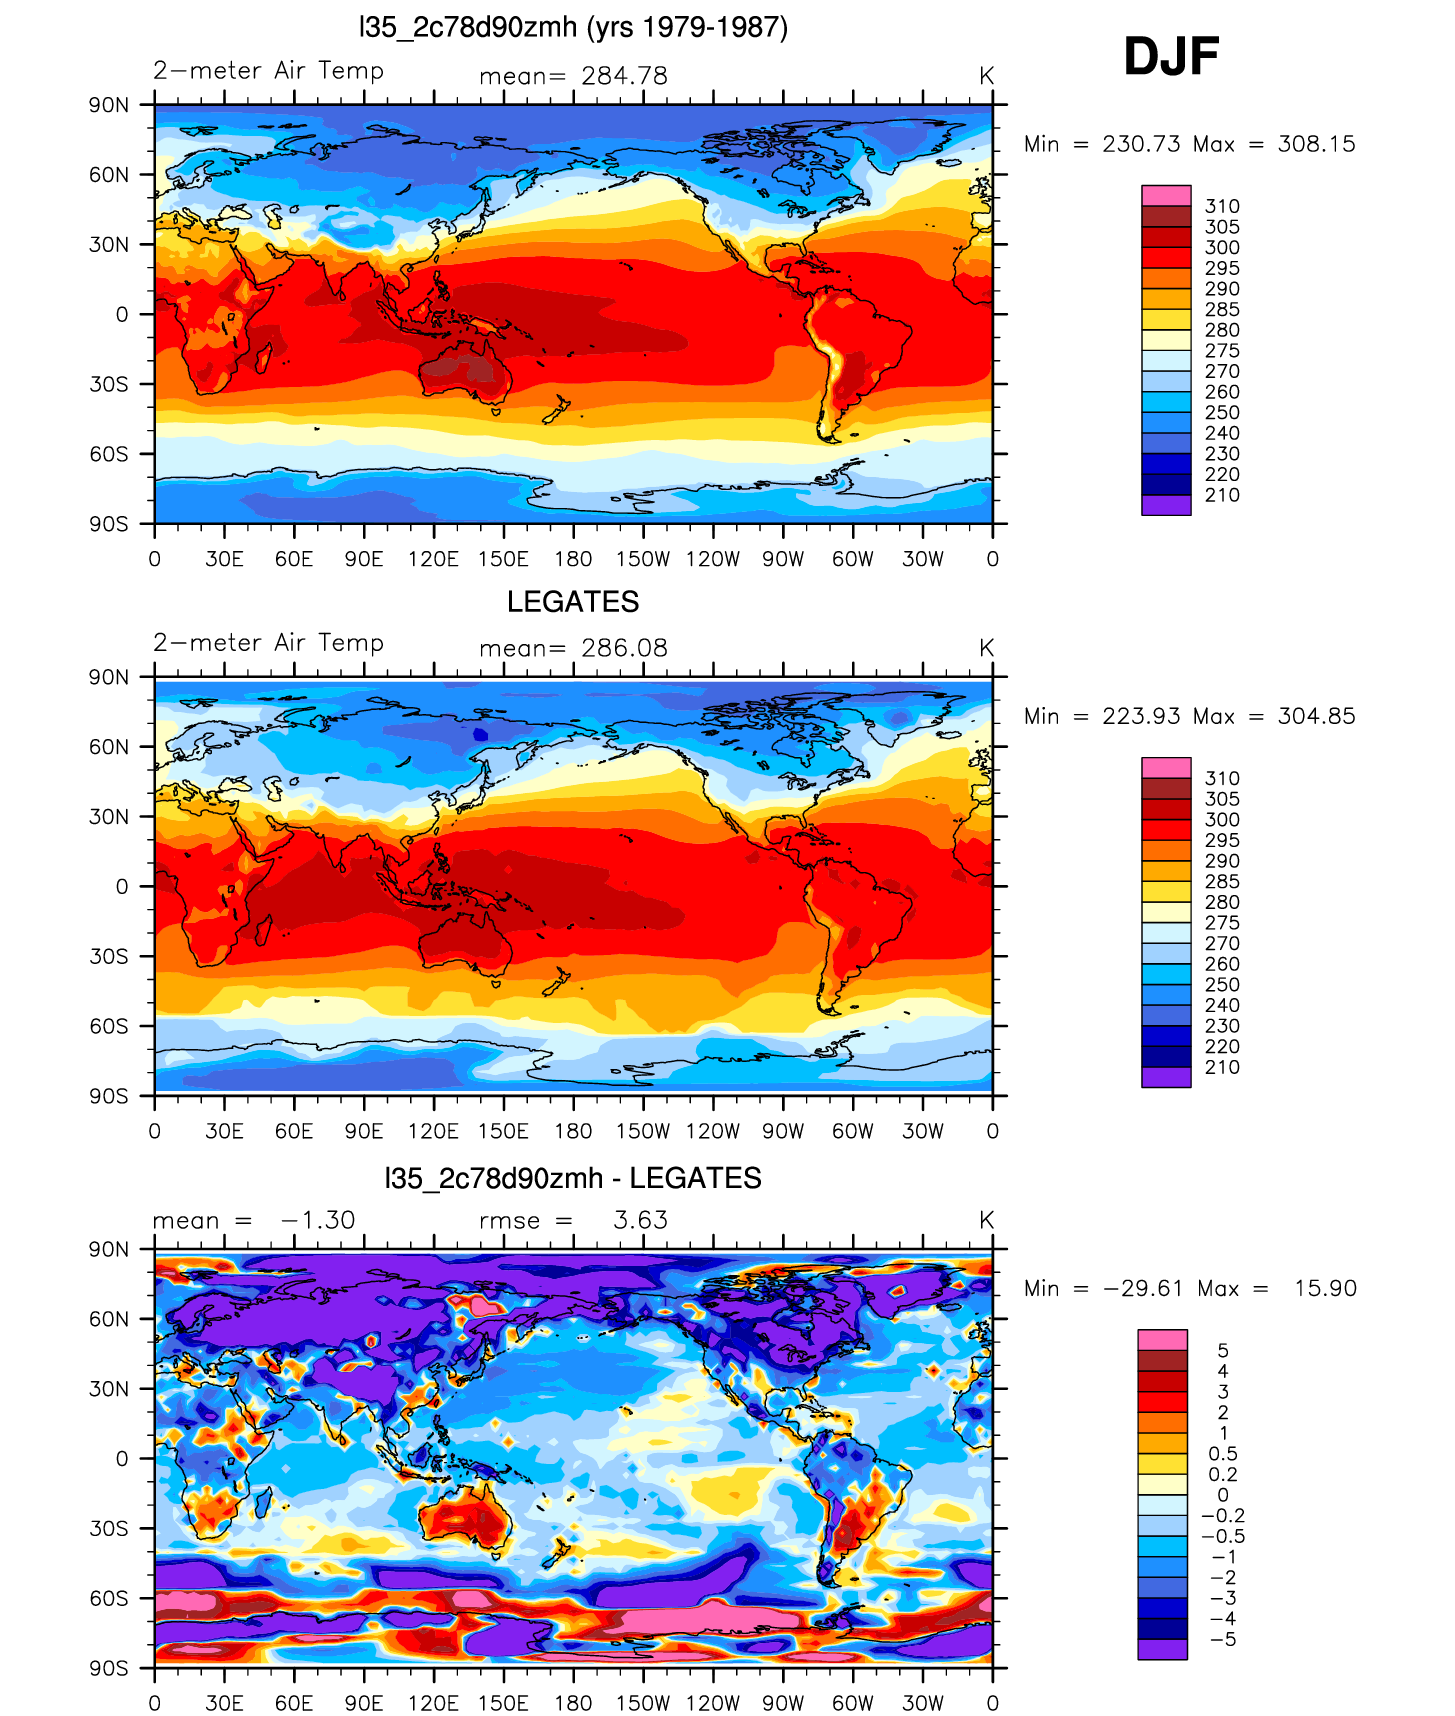 l35_2c78d90zmh (yrs 1979-1987)
DJF
2-meter Air Temp mean= 284.78 K
Min = 230.73 Max = 308.15
90N
60N
30N
0
30S
60S
90S
0 30E 60E 90E 120E 150E 180 150W 120W 90W 60W 30W 0
310
305
300
295
290
285
280
275
270
260
250
240
230
220
210
LEGATES
2-meter Air Temp mean= 286.08 K
Min = 223.93 Max = 304.85
90N
60N
30N
0
30S
60S
90S
0 30E 60E 90E 120E 150E 180 150W 120W 90W 60W 30W 0
310
305
300
295
290
285
280
275
270
260
250
240
230
220
210
l35_2c78d90zmh - LEGATES
mean = -1.30 rmse = 3.63 K
Min = -29.61 Max = 15.90
90N
60N
30N
0
30S
60S
90S
0 30E 60E 90E 120E 150E 180 150W 120W 90W 60W 30W 0
5
4
3
2
1
0.5
0.2
0
-0.2
-0.5
-1
-2
-3
-4
-5